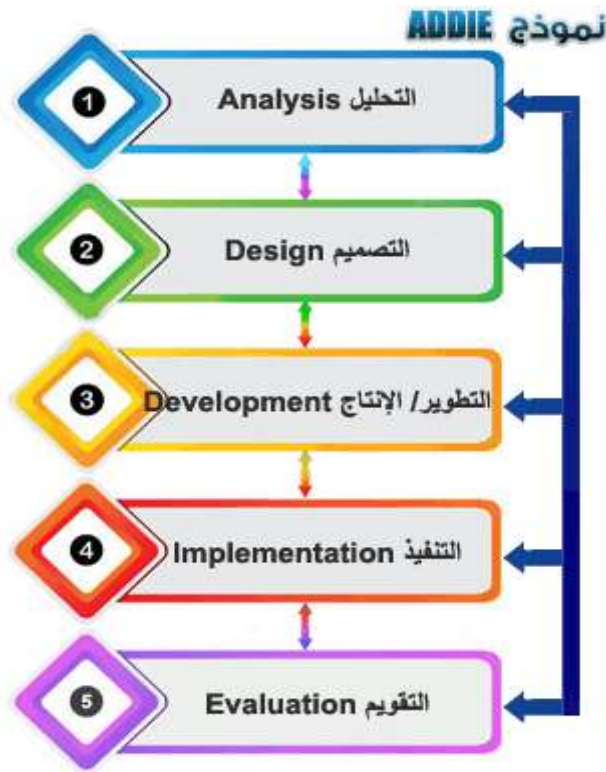 نموذج ADDIE
1
التحليل Analysis
2
التصميم Design
3
التطوير/ الإنتاج Development
4
التنفيذ Implementation
5
التقويم Evaluation